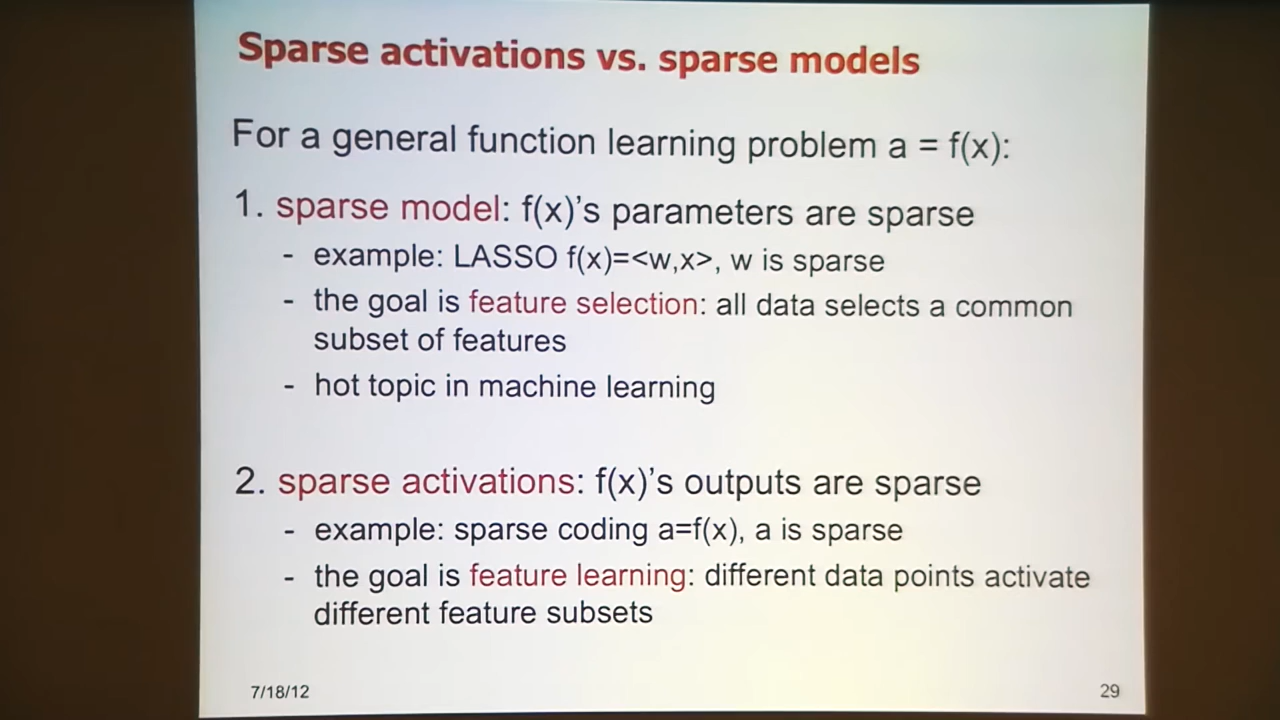 Sparse activations vs. sparse models
For a general function learning problem a = f(x):
1. sparse model: f(x)'s parameters are sparse
- example: LASSO f(x)=<w,x>, w is sparse
- the goal is feature selection: all data selects a common
subset of features
- hot topic in machine learning
2. sparse activations: f(x)'s outputs are sparse
- example: sparse coding a=f(x), a is sparse
- the goal is feature learning: different data points activate
different feature subsets
7/18/12
29